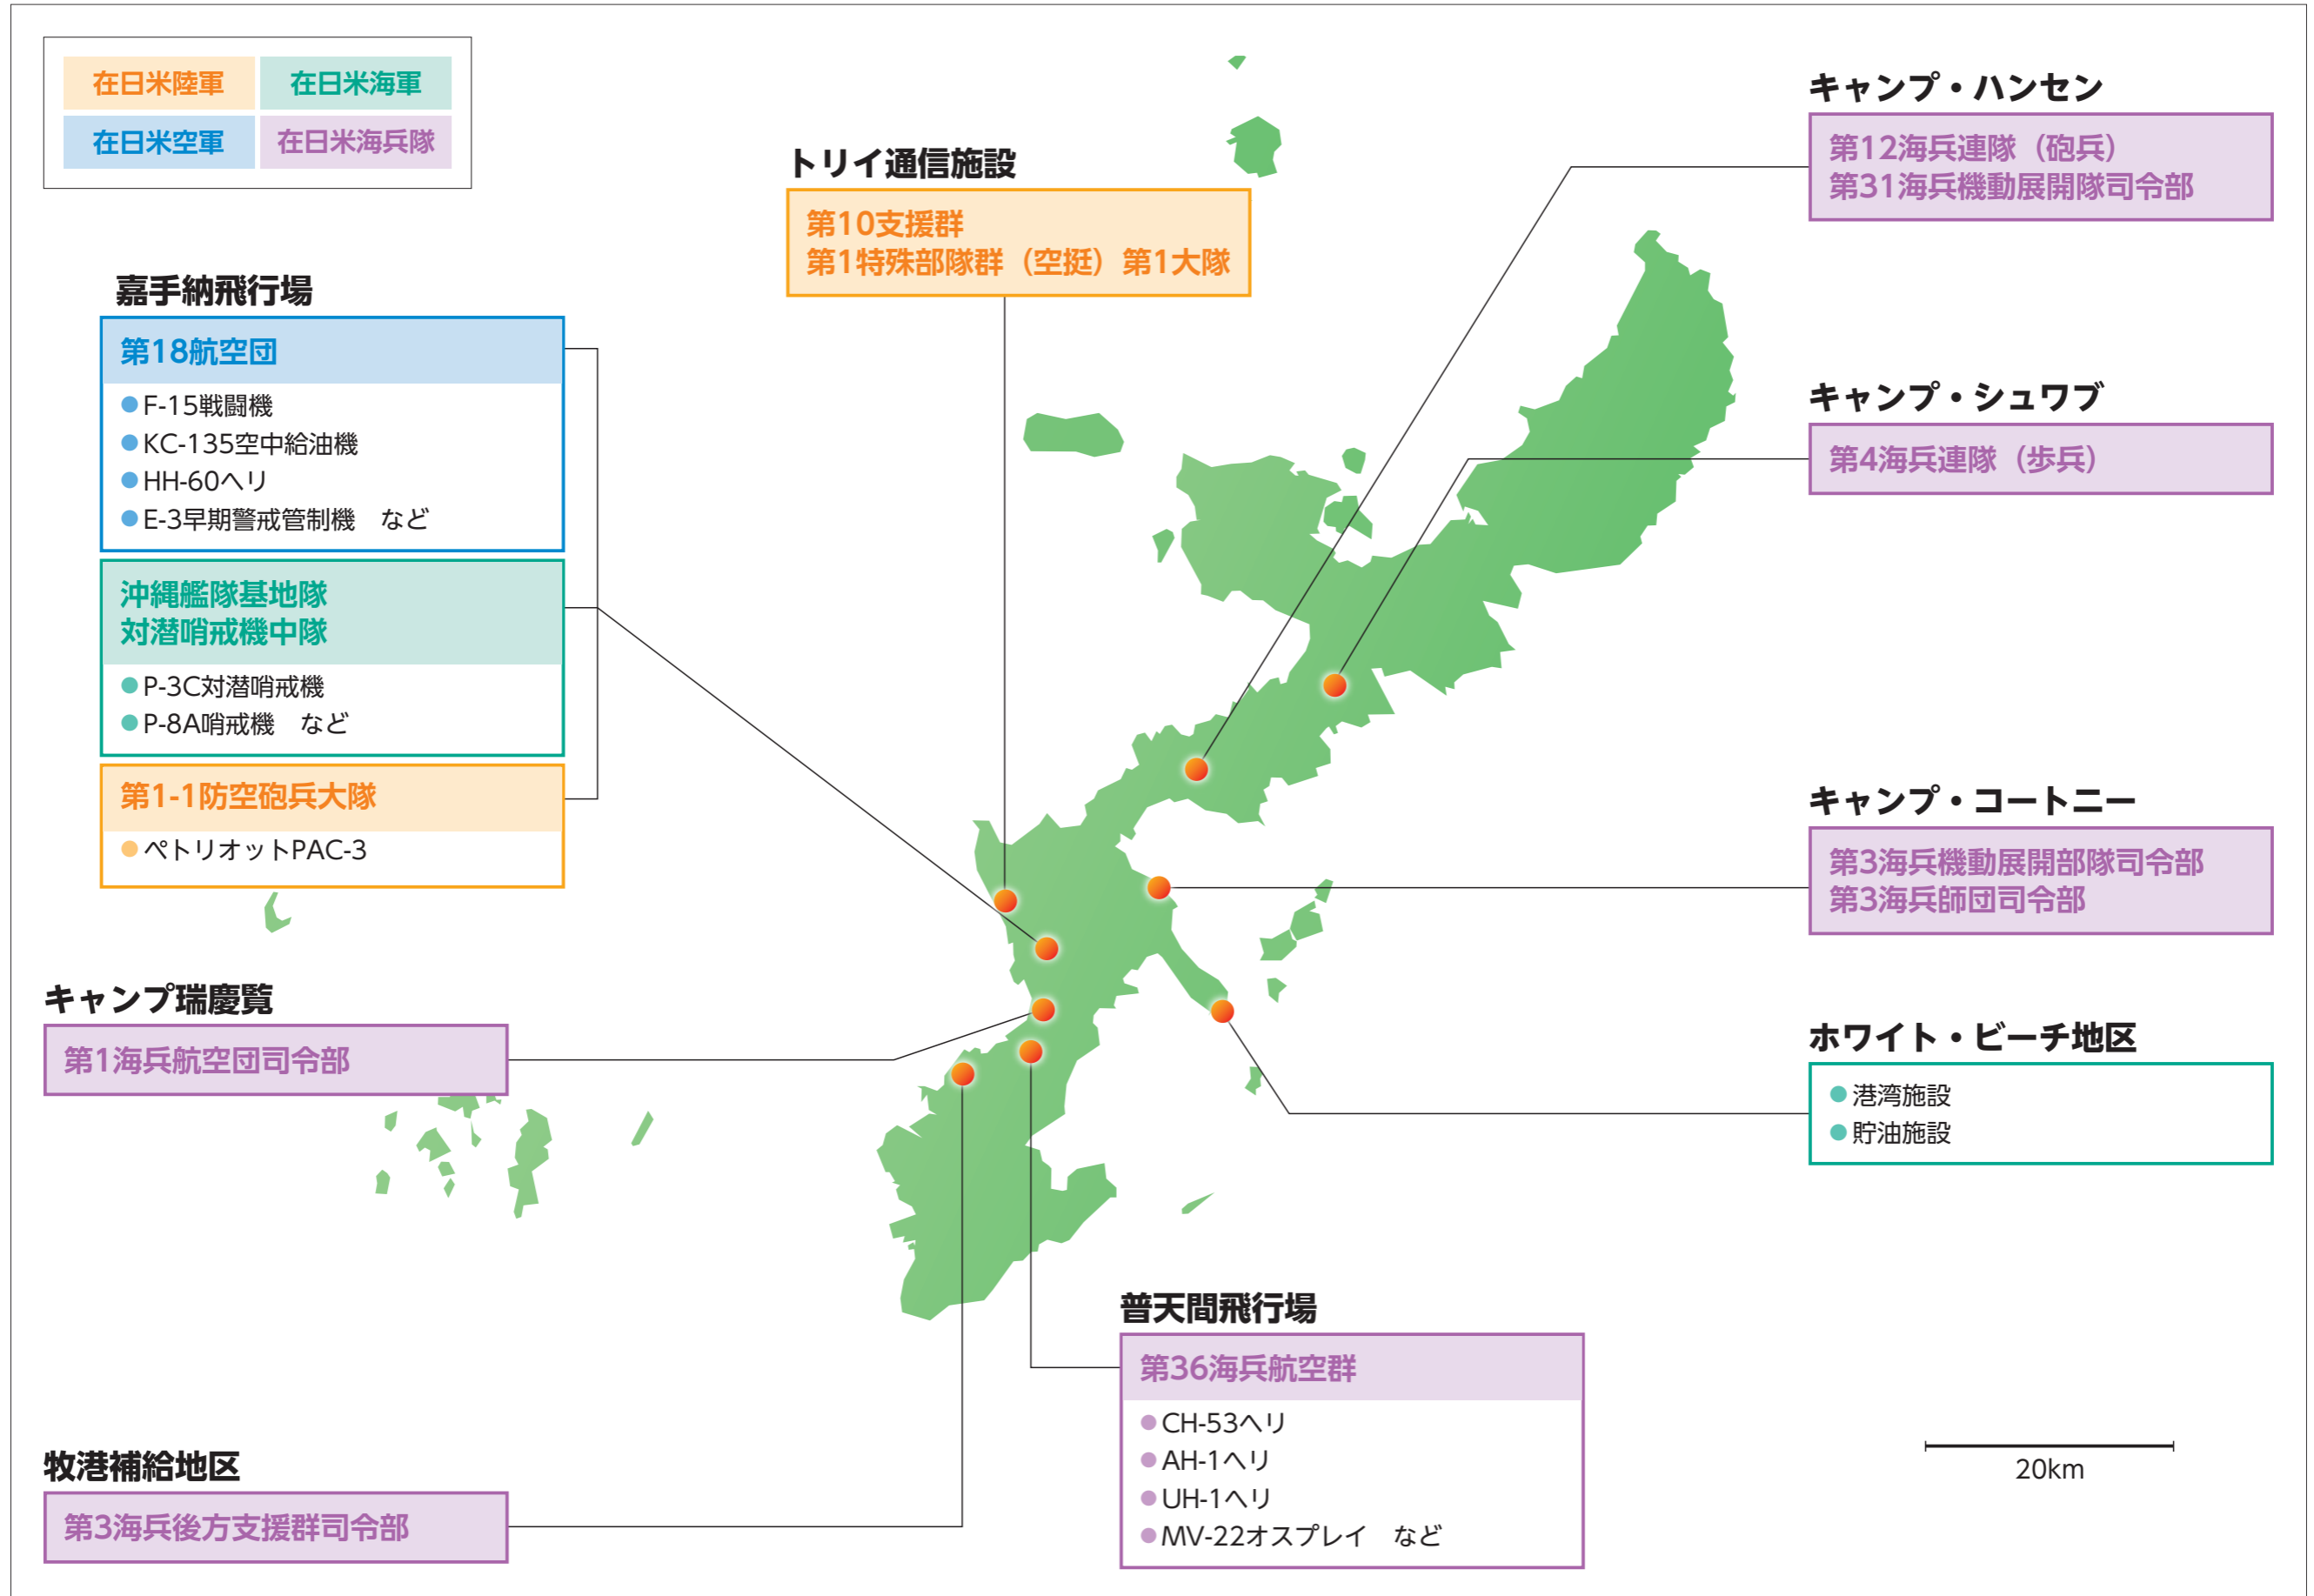 在日米陸軍
在日米海軍
在日米空軍
在日米海兵隊
トリイ通信施設
第10支援群
第1特殊部隊群（空挺）第1大隊
キャンプ・ハンセン
第12海兵連隊（砲兵）
第31海兵機動展開隊司令部
嘉手納飛行場
第18航空団
F-15戦闘機
KC-135空中給油機
HH-60ヘリ
E-3早期警戒管制機　など
沖縄艦隊基地隊
対潜哨戒機中隊
P-3C対潜哨戒機
P-8A哨戒機　など
第1-1防空砲兵大隊
ペトリオットPAC-3
キャンプ・シュワブ
第4海兵連隊（歩兵）
キャンプ・コートニー
第3海兵機動展開部隊司令部
第3海兵師団司令部
キャンプ瑞慶覧
第1海兵航空団司令部
ホワイト・ビーチ地区
港湾施設
貯油施設
普天間飛行場
第36海兵航空群
CH-53ヘリ
AH-1ヘリ
UH-1ヘリ
MV-22オスプレイ　など
牧港補給地区
第3海兵後方支援群司令部
20km